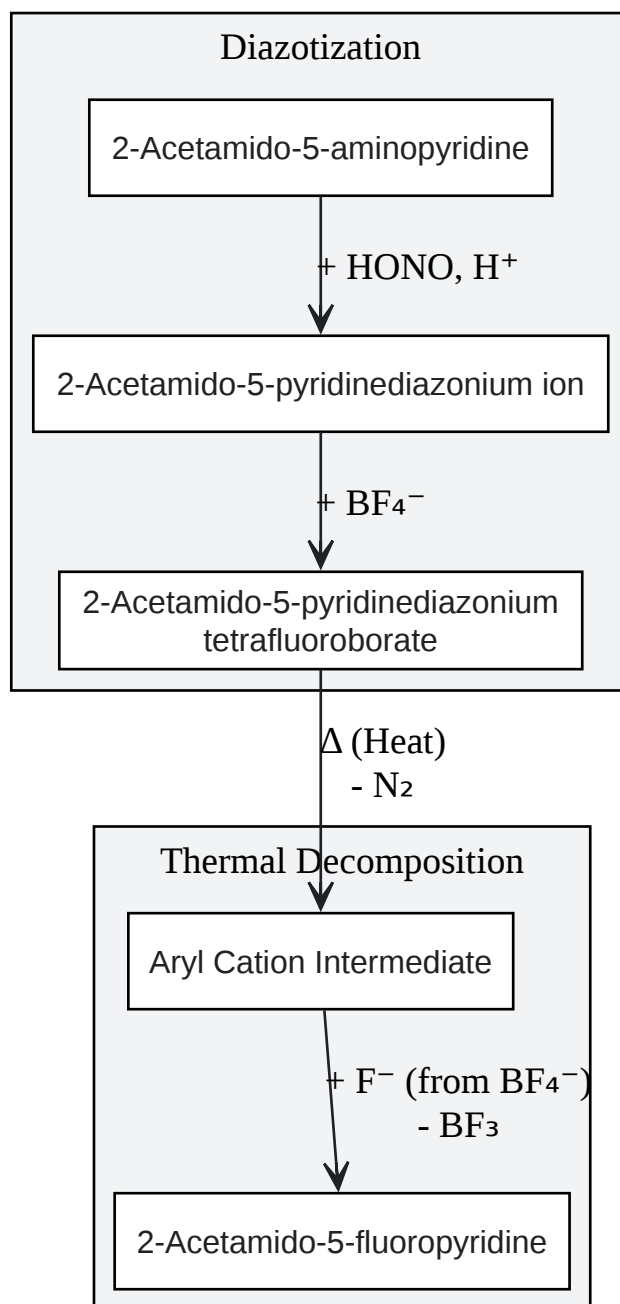 Diazotization
2-Acetamido-5-aminopyridine
+ HONO, H⁺
2-Acetamido-5-pyridinediazonium ion
+ BF₄⁻
2-Acetamido-5-pyridinediazonium
tetrafluoroborate
Δ (Heat)
- N₂
Thermal Decomposition
Aryl Cation Intermediate
+ F⁻ (from BF₄⁻)
- BF₃
2-Acetamido-5-fluoropyridine